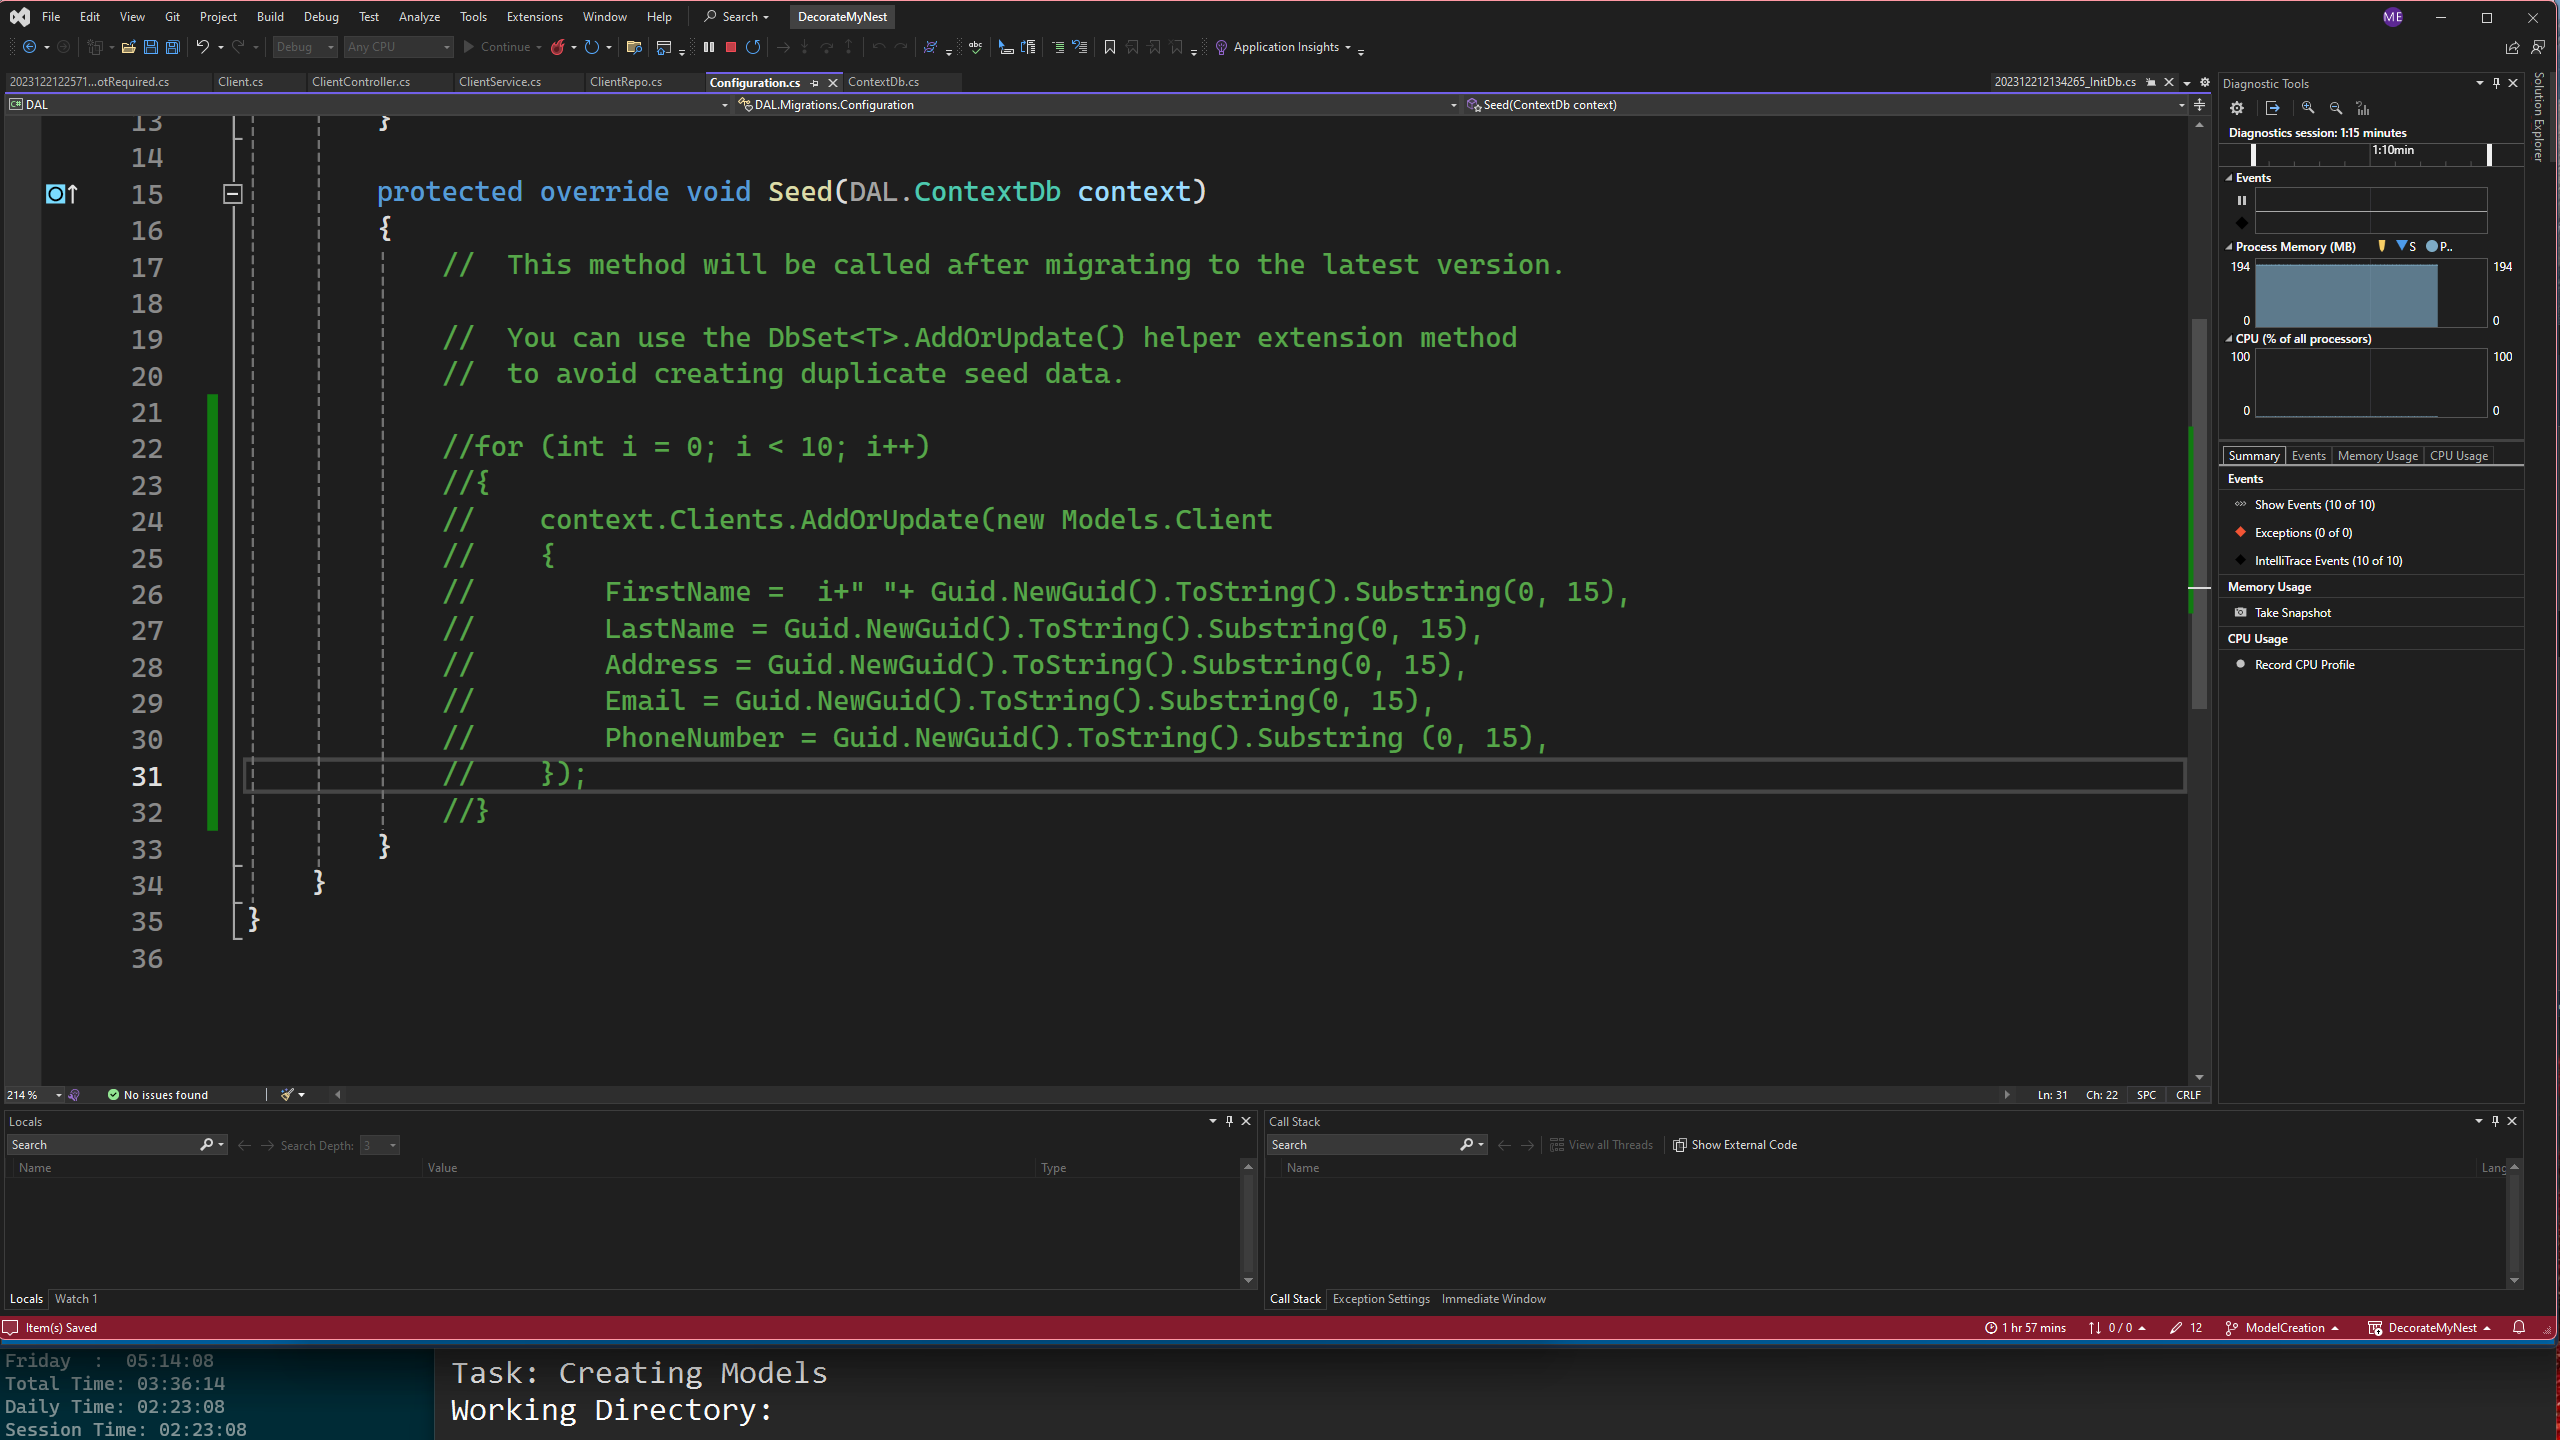 File Edit View Git Project Build Debug Test Analyze Tools Extensions Window Help Search DecorateMyNest ME
Debug Any CPU Continue Application Insights
2023122122571...otRequired.cs Client.cs ClientController.cs ClientService.cs ClientRepo.cs Configuration.cs ContextDb.cs 202312212134265_InitDb.cs
DAL DAL.Migrations.Configuration Seed(ContextDb context)
13 }
14
15 protected override void Seed(DAL.ContextDb context)
16 {
17 //  This method will be called after migrating to the latest version.
18
19 //  You can use the DbSet<T>.AddOrUpdate() helper extension method
20 //  to avoid creating duplicate seed data.
21
22 //for (int i = 0; i < 10; i++)
23 //{
24 //    context.Clients.AddOrUpdate(new Models.Client
25 //    {
26 //        FirstName =  i+" "+ Guid.NewGuid().ToString().Substring(0, 15),
27 //        LastName = Guid.NewGuid().ToString().Substring(0, 15),
28 //        Address = Guid.NewGuid().ToString().Substring(0, 15),
29 //        Email = Guid.NewGuid().ToString().Substring(0, 15),
30 //        PhoneNumber = Guid.NewGuid().ToString().Substring (0, 15),
31 //    });
32 //}
33 }
34 }
35 }
36
214 % No issues found Ln: 31 Ch: 22 SPC CRLF
Diagnostic Tools
Diagnostics session: 1:15 minutes
1:10min
Events
Process Memory (MB) S P..
194 194
0 0
CPU (% of all processors)
100 100
0 0
Summary Events Memory Usage CPU Usage
Events
Show Events (10 of 10)
Exceptions (0 of 0)
IntelliTrace Events (10 of 10)
Memory Usage
Take Snapshot
CPU Usage
Record CPU Profile
Solution Explorer
Locals
Search Search Depth: 3
Name Value Type
Locals Watch 1
Call Stack
Search View all Threads Show External Code
Name Lang
Call Stack Exception Settings Immediate Window
Item(s) Saved 1 hr 57 mins 0 / 0 12 ModelCreation DecorateMyNest
Friday  :  05:14:08
Total Time: 03:36:14
Daily Time: 02:23:08
Session Time: 02:23:08
Task: Creating Models
Working Directory: